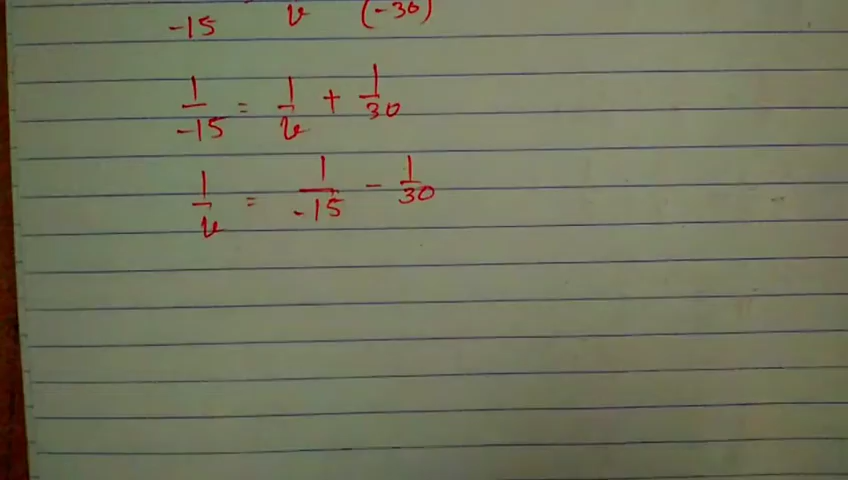 -15 v (-30)
1/-15 = 1/v + 1/30
1/v = 1/-15 - 1/30